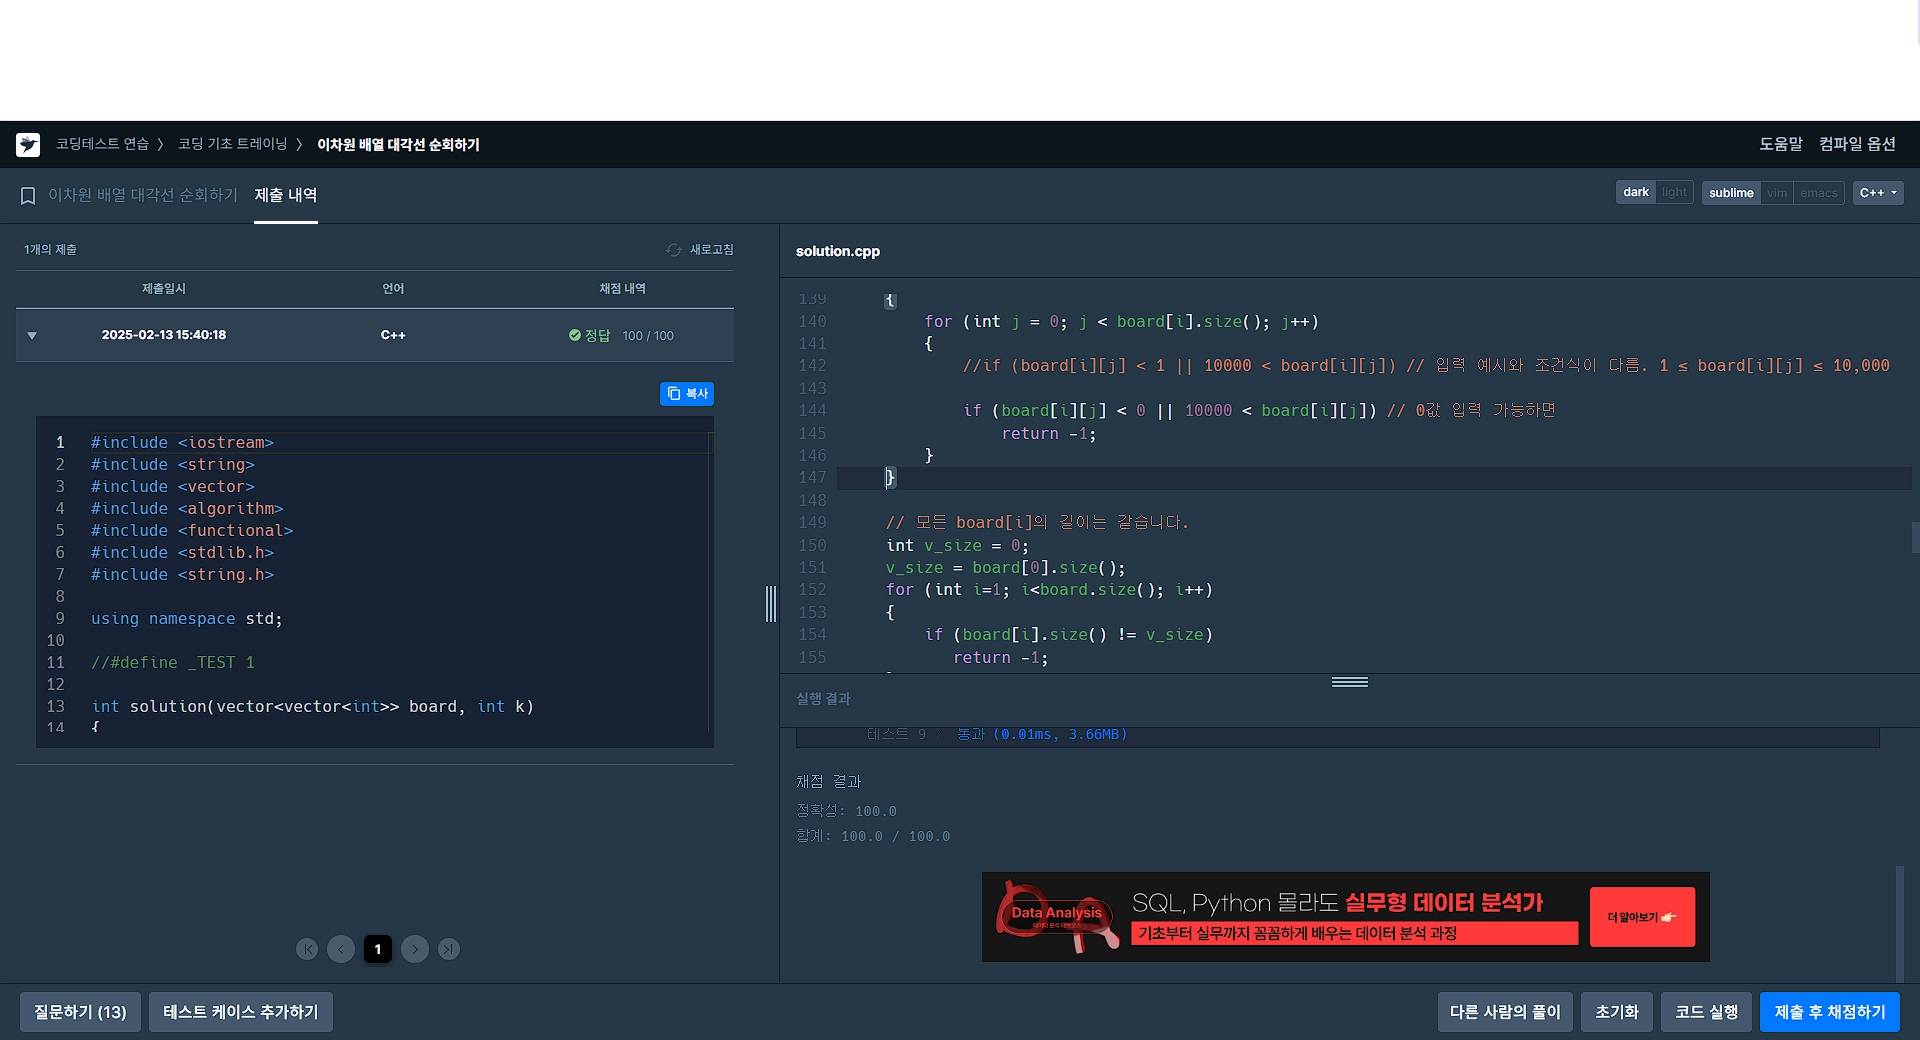 코딩테스트 연습 〉 코딩 기초 트레이닝 〉 이차원 배열 대각선 순회하기
도움말 컴파일 옵션
이차원 배열 대각선 순회하기 제출 내역
dark light sublime vim emacs C++
1개의 제출
새로고침
제출일시 언어 채점 내역
2025-02-13 15:40:18 C++ 정답 100 / 100
복사
1 #include <iostream>
2 #include <string>
3 #include <vector>
4 #include <algorithm>
5 #include <functional>
6 #include <stdlib.h>
7 #include <string.h>
8
9 using namespace std;
10
11 //#define _TEST 1
12
13 int solution(vector<vector<int>> board, int k)
14 {
1
solution.cpp
139 {
140 for (int j = 0; j < board[i].size(); j++)
141 {
142 //if (board[i][j] < 1 || 10000 < board[i][j]) // 입력 예시와 조건식이 다름. 1 ≤ board[i][j] ≤ 10,000
143
144 if (board[i][j] < 0 || 10000 < board[i][j]) // 0값 입력 가능하면
145 return -1;
146 }
147 }
148
149 // 모든 board[i]의 길이는 같습니다.
150 int v_size = 0;
151 v_size = board[0].size();
152 for (int i=1; i<board.size(); i++)
153 {
154 if (board[i].size() != v_size)
155 return -1;
실행 결과
테스트 9 〉 통과 (0.01ms, 3.66MB)
채점 결과
정확성: 100.0
합계: 100.0 / 100.0
Data Analysis
SQL, Python 몰라도 실무형 데이터 분석가
기초부터 실무까지 꼼꼼하게 배우는 데이터 분석 과정
더 알아보기
질문하기 (13) 테스트 케이스 추가하기
다른 사람의 풀이 초기화 코드 실행 제출 후 채점하기